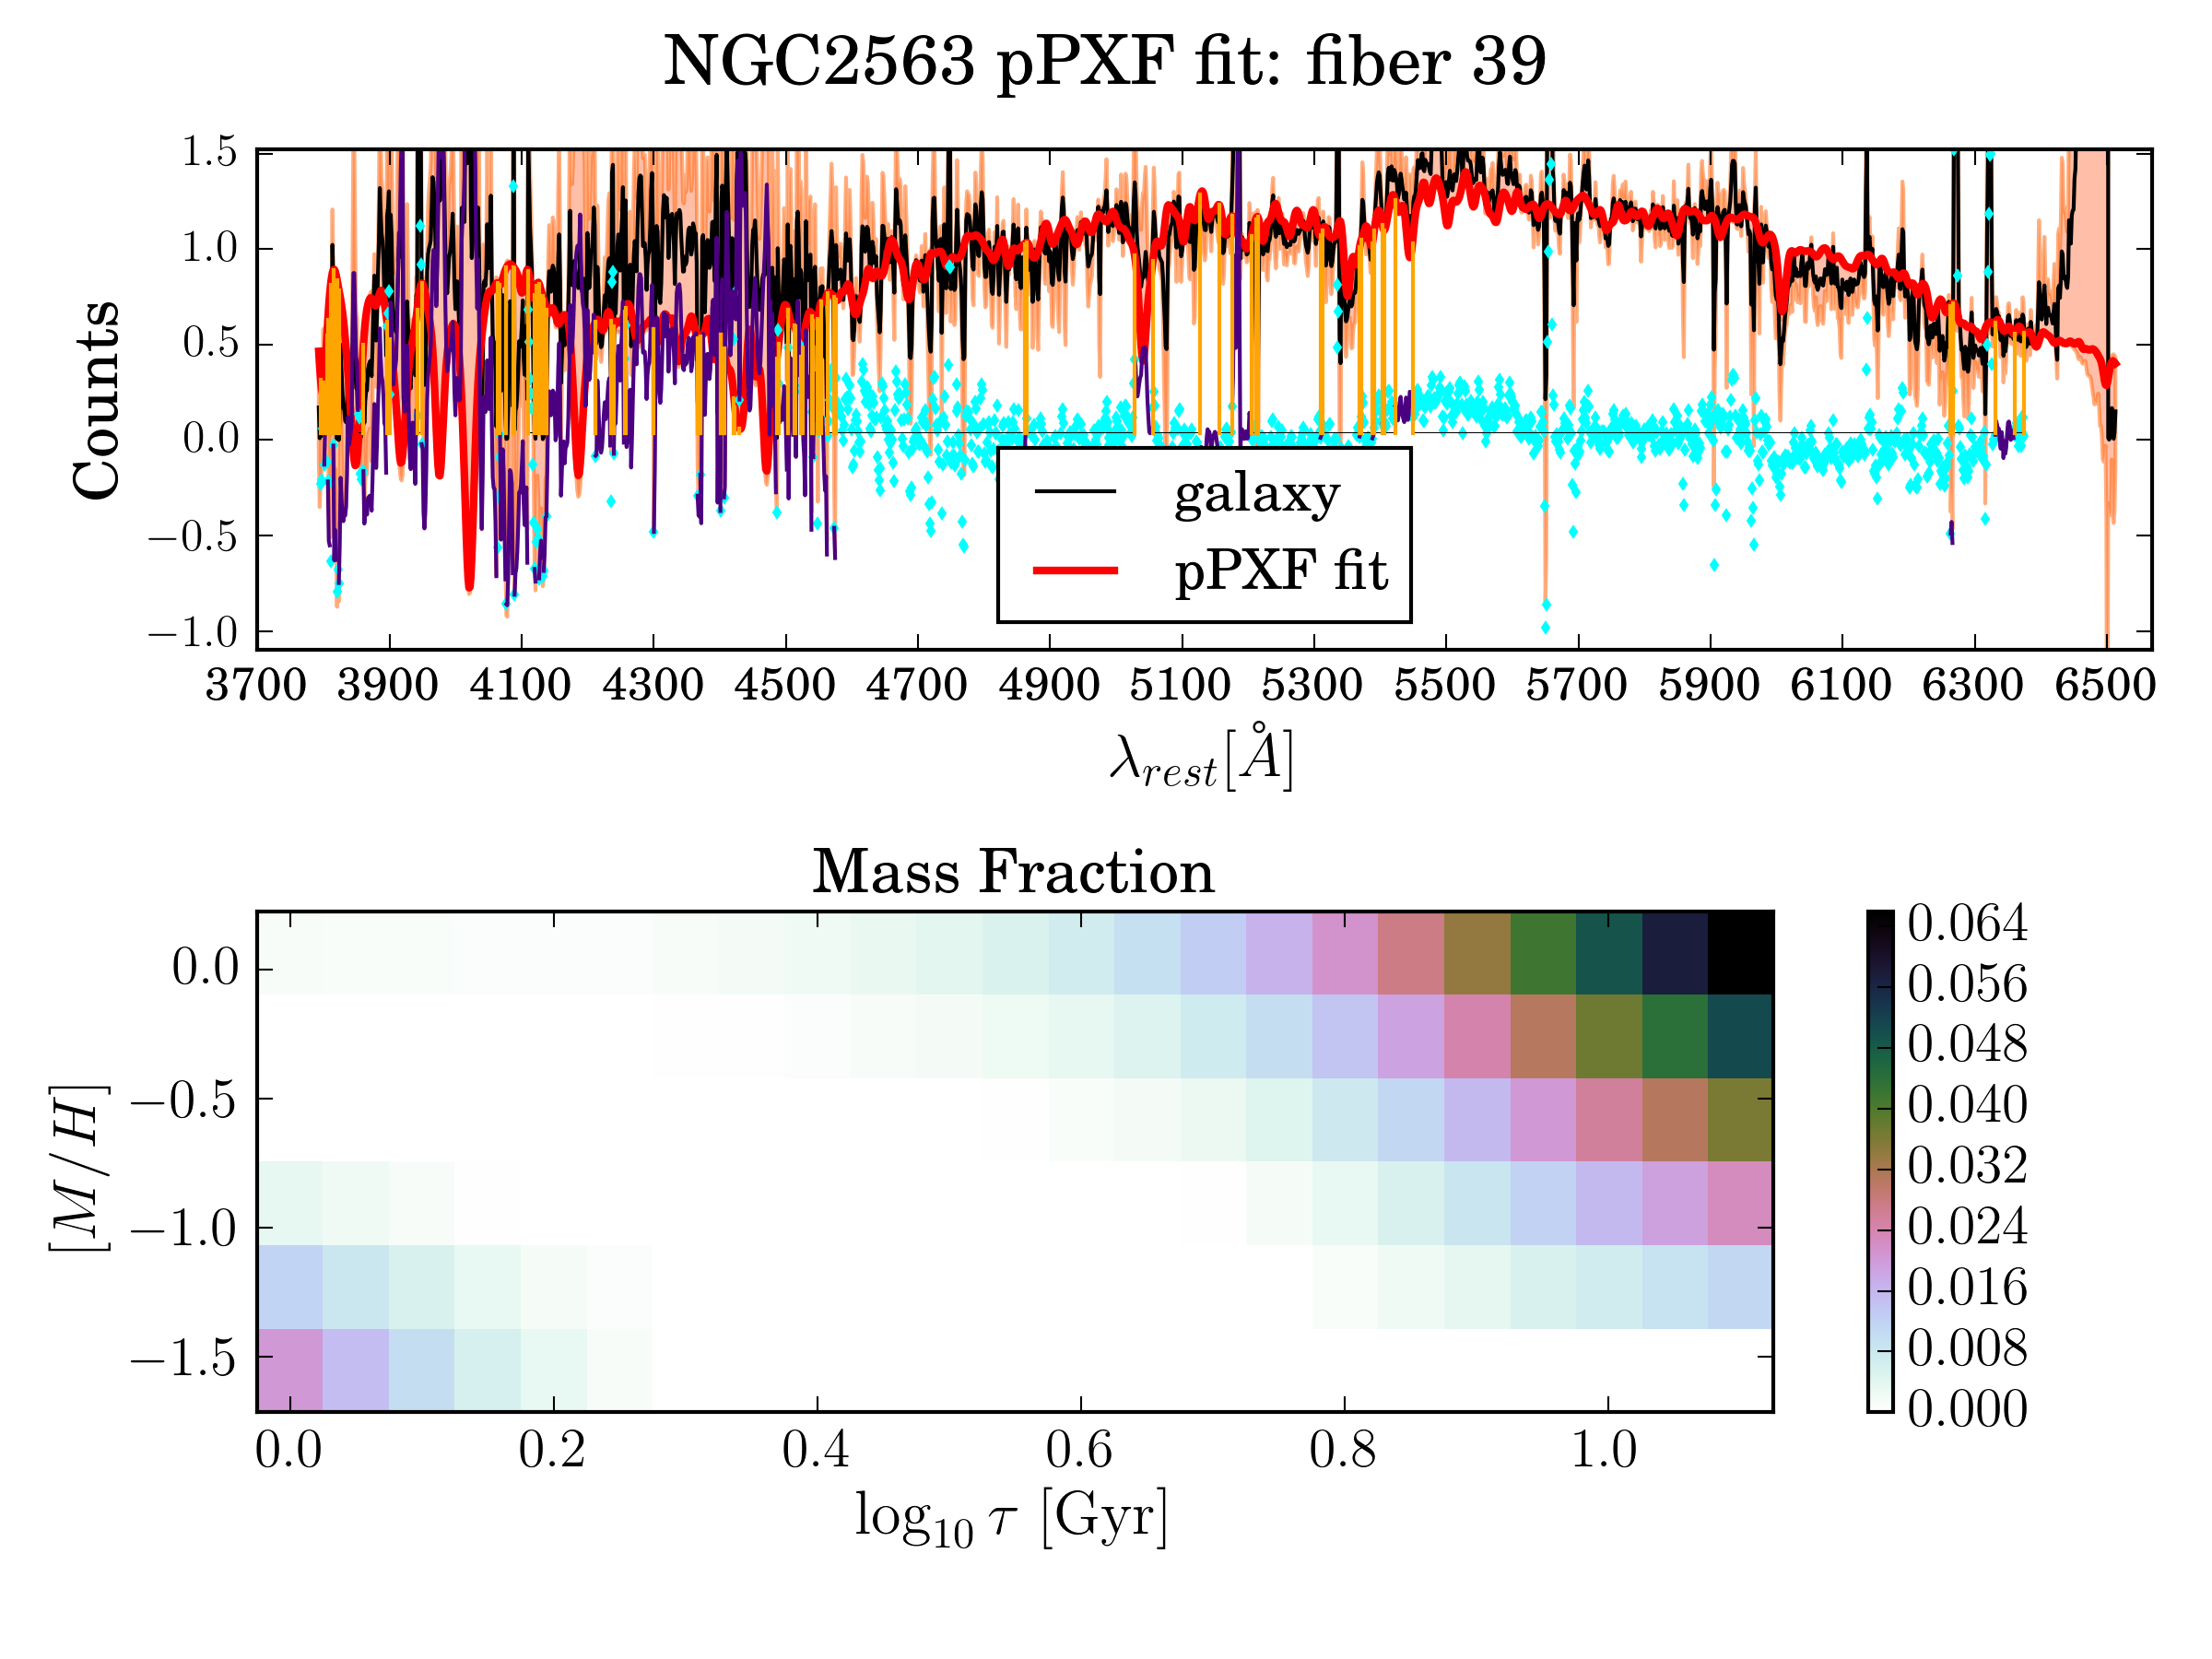 NGC2563 pPXF fit: fiber 39
1.5
1.0
0.5
0.0
−0.5
−1.0
Counts
galaxy
pPXF fit
3700 3900 4100 4300 4500 4700 4900 5100 5300 5500 5700 5900 6100 6300 6500
λrest[Å]
Mass Fraction
0.0
−0.5
−1.0
−1.5
[M/H]
0.0 0.2 0.4 0.6 0.8 1.0
log10 τ [Gyr]
0.064
0.056
0.048
0.040
0.032
0.024
0.016
0.008
0.000